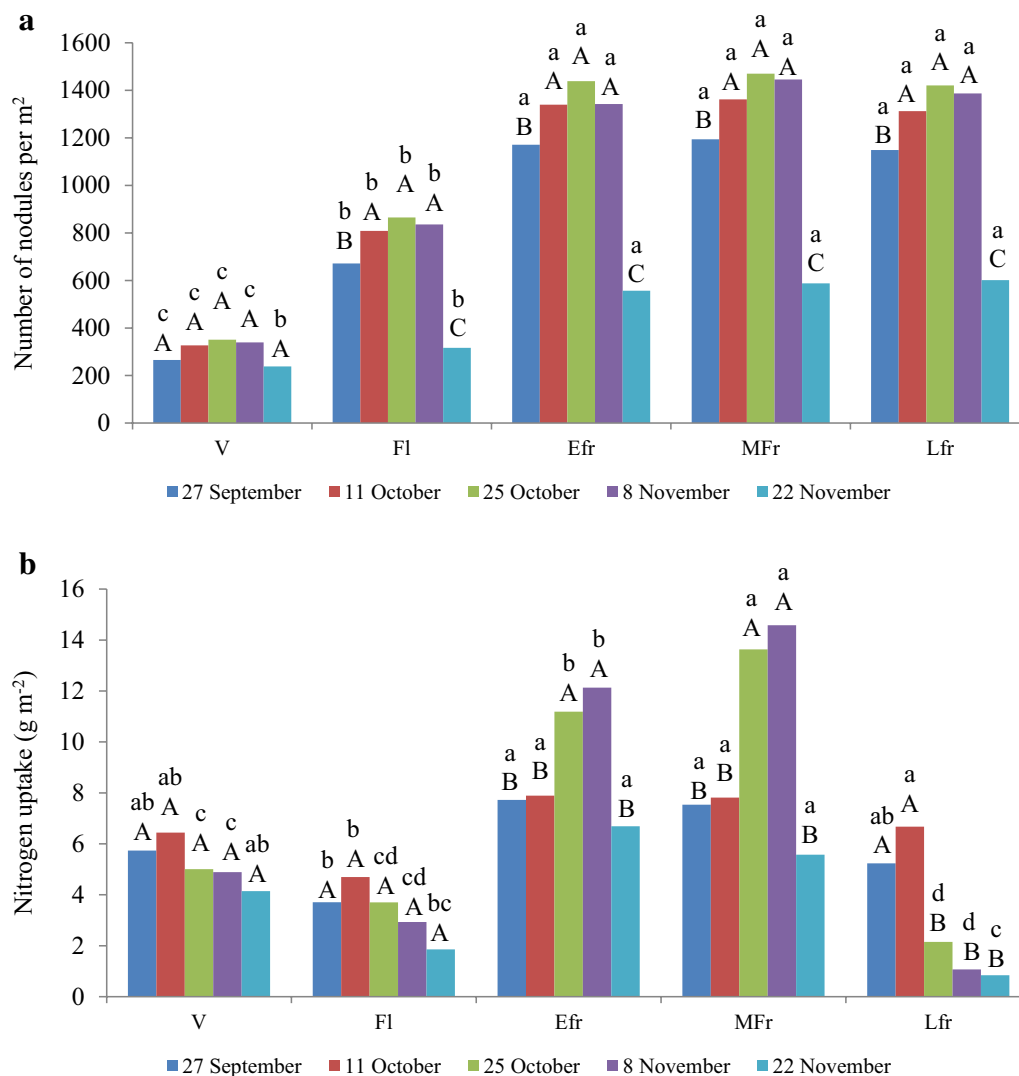 a
Number of nodules per m²
1600
1400
1200
1000
800
600
400
200
0
c A c A c A c A b A
b B b A b A b A b C
a B a A a A a A a C
a B a A a A a A a C
a B a A a A a A a C
V Fl Efr MFr Lfr
27 September 11 October 25 October 8 November 22 November
b
Nitrogen uptake (g m⁻²)
16
14
12
10
8
6
4
2
0
ab A ab A c A c A ab A
b A b A cd A cd A bc A
a B a B b A b A a B
a B a B a A a A a B
ab A a A d B d B c B
V Fl Efr MFr Lfr
27 September 11 October 25 October 8 November 22 November